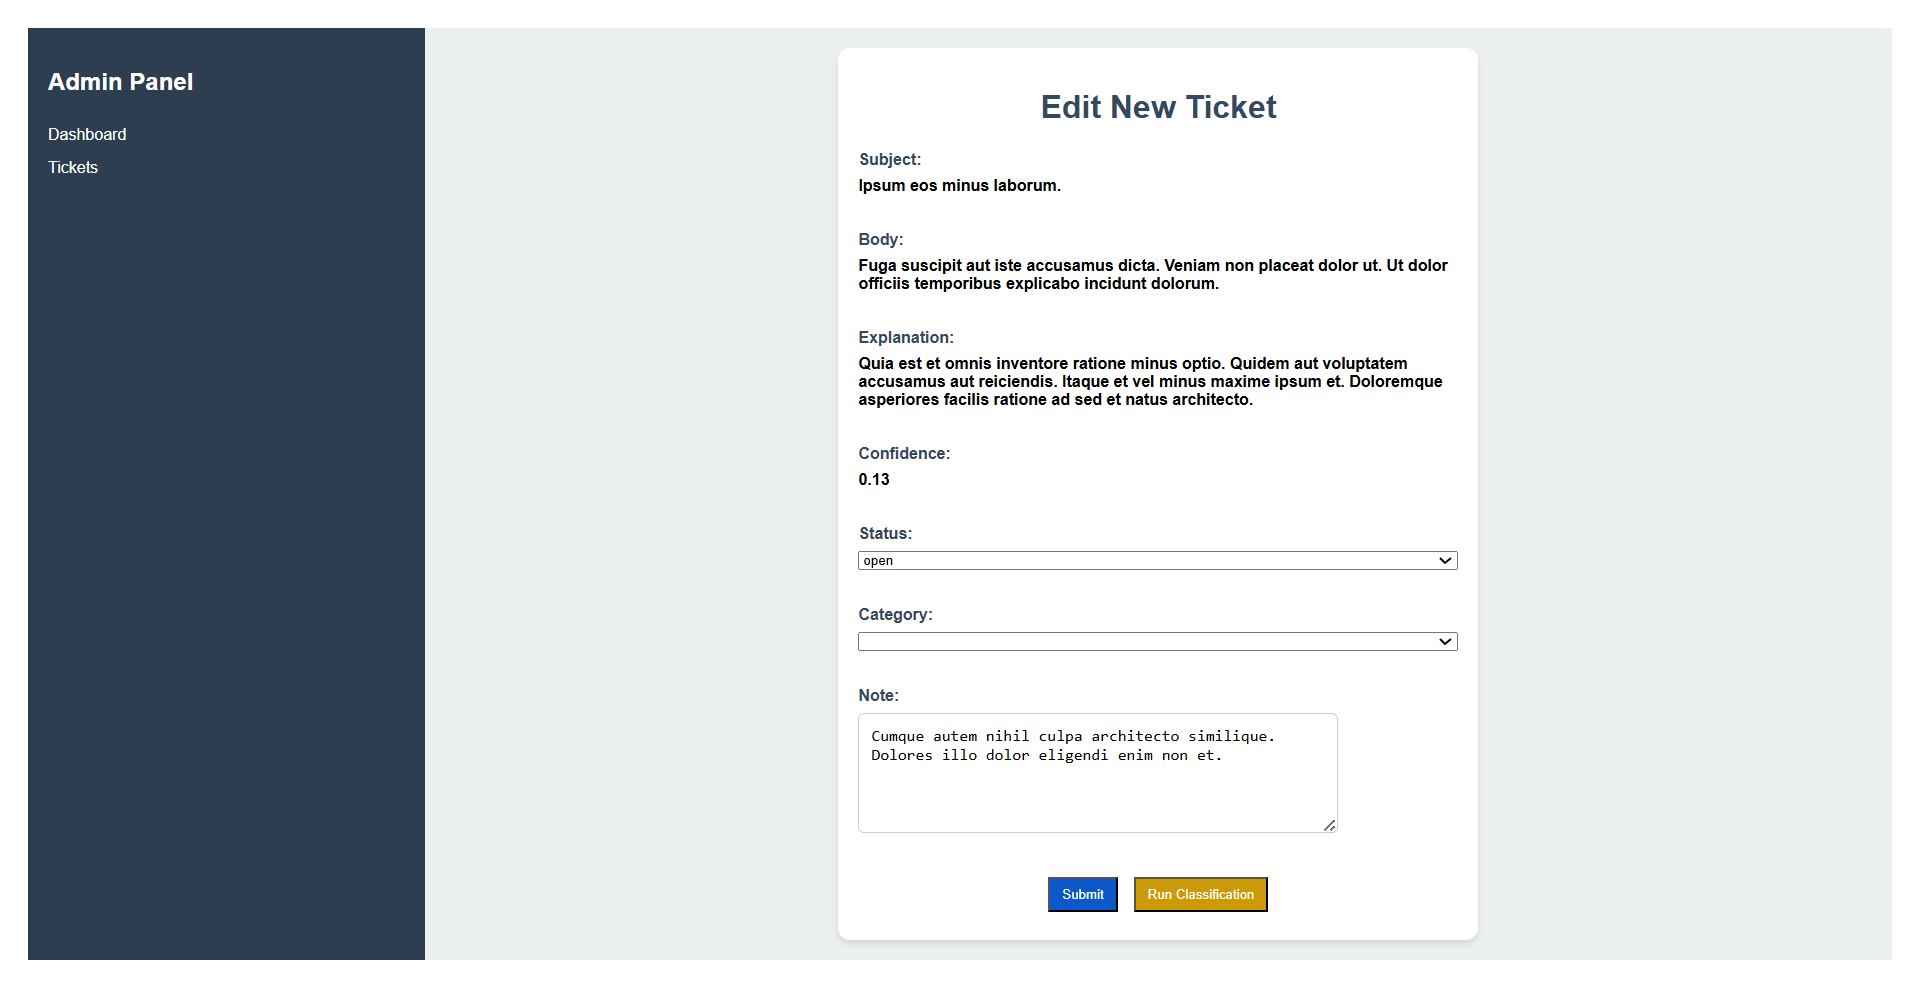 Admin Panel
Dashboard
Tickets
Edit New Ticket
Subject:
Ipsum eos minus laborum.
Body:
Fuga suscipit aut iste accusamus dicta. Veniam non placeat dolor ut. Ut dolor
officiis temporibus explicabo incidunt dolorum.
Explanation:
Quia est et omnis inventore ratione minus optio. Quidem aut voluptatem
accusamus aut reiciendis. Itaque et vel minus maxime ipsum et. Doloremque
asperiores facilis ratione ad sed et natus architecto.
Confidence:
0.13
Status:
open
Category:
Note:
Cumque autem nihil culpa architecto similique.
Dolores illo dolor eligendi enim non et.
Submit
Run Classification